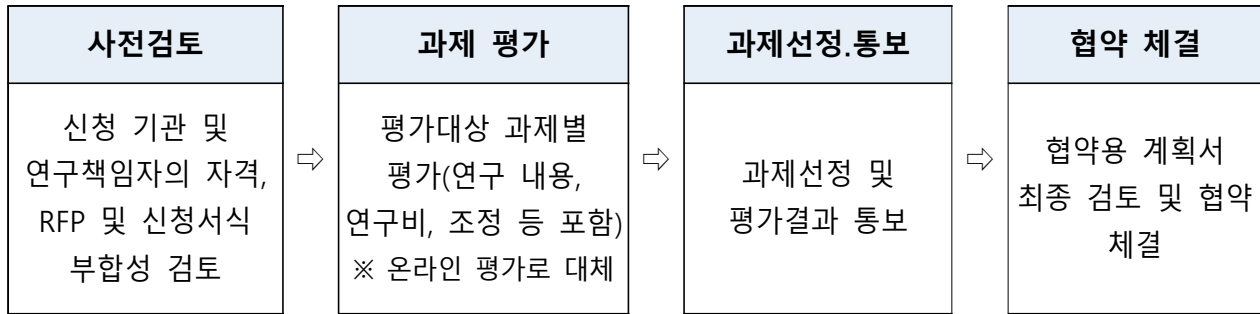 사전검토
신청 기관 및
연구책임자의 자격,
RFP 및 신청서식
부합성 검토
⇨
과제 평가
평가대상 과제별
평가(연구 내용,
연구비, 조정 등 포함)
※ 온라인 평가로 대체
⇨
과제선정.통보
과제선정 및
평가결과 통보
⇨
협약 체결
협약용 계획서
최종 검토 및 협약
체결